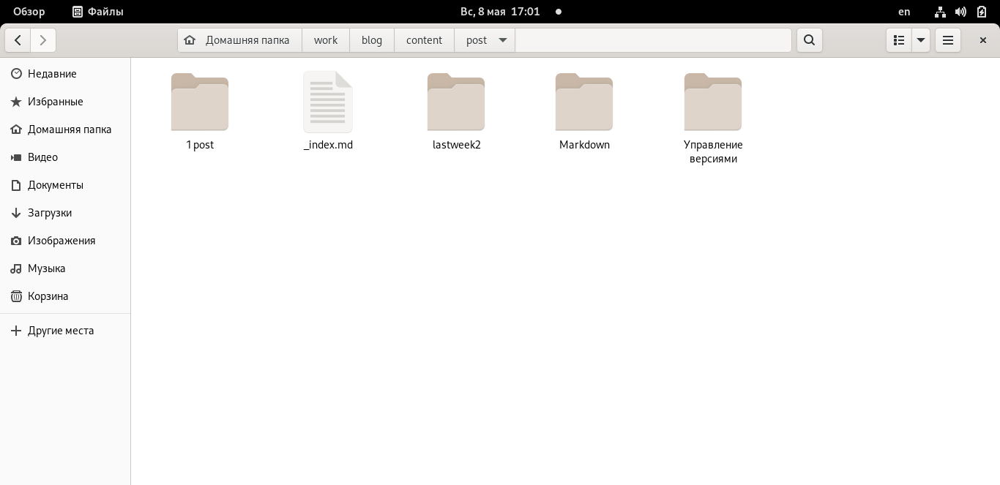 Обзор Файлы Вс, 8 мая 17:01 en
Домашняя папка work blog content post
Недавние
Избранные
Домашняя папка
Видео
Документы
Загрузки
Изображения
Музыка
Корзина
Другие места
1 post _index.md lastweek2 Markdown Управление
версиями